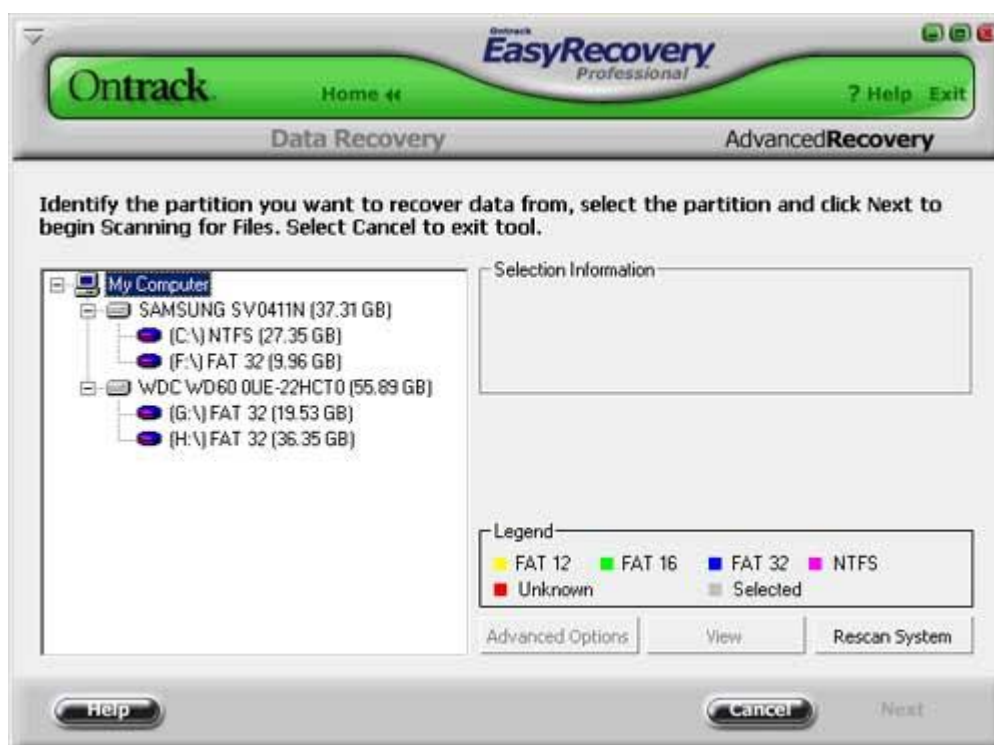 Ontrack
EasyRecovery
Professional
Ontrack
Home
? Help Exit
Data Recovery
AdvancedRecovery
Identify the partition you want to recover data from, select the partition and click Next to
begin Scanning for Files. Select Cancel to exit tool.
My Computer
SAMSUNG SV0411N (37.31 GB)
(C:\) NTFS (27.35 GB)
(F:\) FAT 32 (9.96 GB)
WDC WD60 0UE-22HCT0 (55.89 GB)
(G:\) FAT 32 (19.53 GB)
(H:\) FAT 32 (36.35 GB)
Selection Information
Legend
FAT 12 FAT 16 FAT 32 NTFS
Unknown Selected
Advanced Options View Rescan System
Help Cancel Next